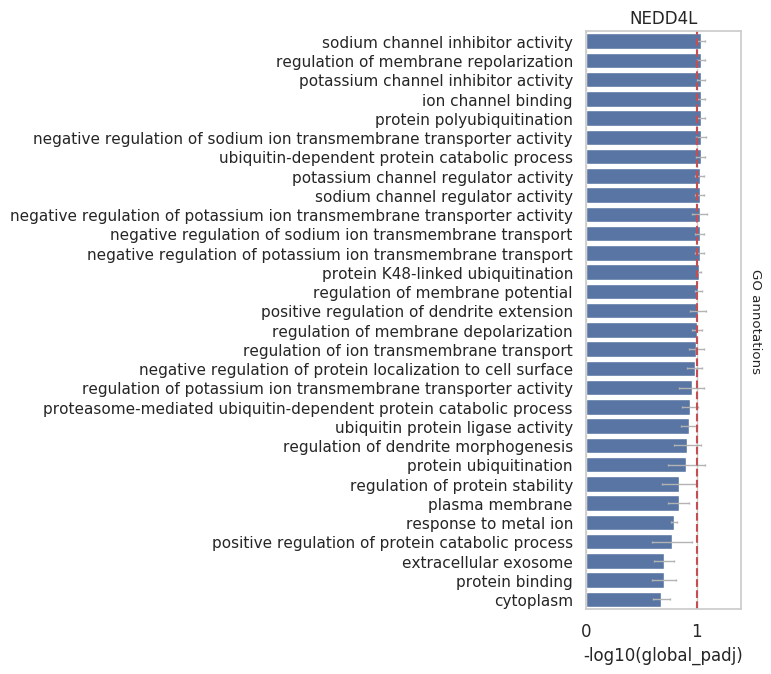 NEDD4L
sodium channel inhibitor activity
regulation of membrane repolarization
potassium channel inhibitor activity
ion channel binding
protein polyubiquitination
negative regulation of sodium ion transmembrane transporter activity
ubiquitin-dependent protein catabolic process
potassium channel regulator activity
sodium channel regulator activity
negative regulation of potassium ion transmembrane transporter activity
negative regulation of sodium ion transmembrane transport
negative regulation of potassium ion transmembrane transport
protein K48-linked ubiquitination
regulation of membrane potential
positive regulation of dendrite extension
regulation of membrane depolarization
regulation of ion transmembrane transport
negative regulation of protein localization to cell surface
regulation of potassium ion transmembrane transporter activity
proteasome-mediated ubiquitin-dependent protein catabolic process
ubiquitin protein ligase activity
regulation of dendrite morphogenesis
protein ubiquitination
regulation of protein stability
plasma membrane
response to metal ion
positive regulation of protein catabolic process
extracellular exosome
protein binding
cytoplasm
GO annotations
0 1
-log10(global_padj)